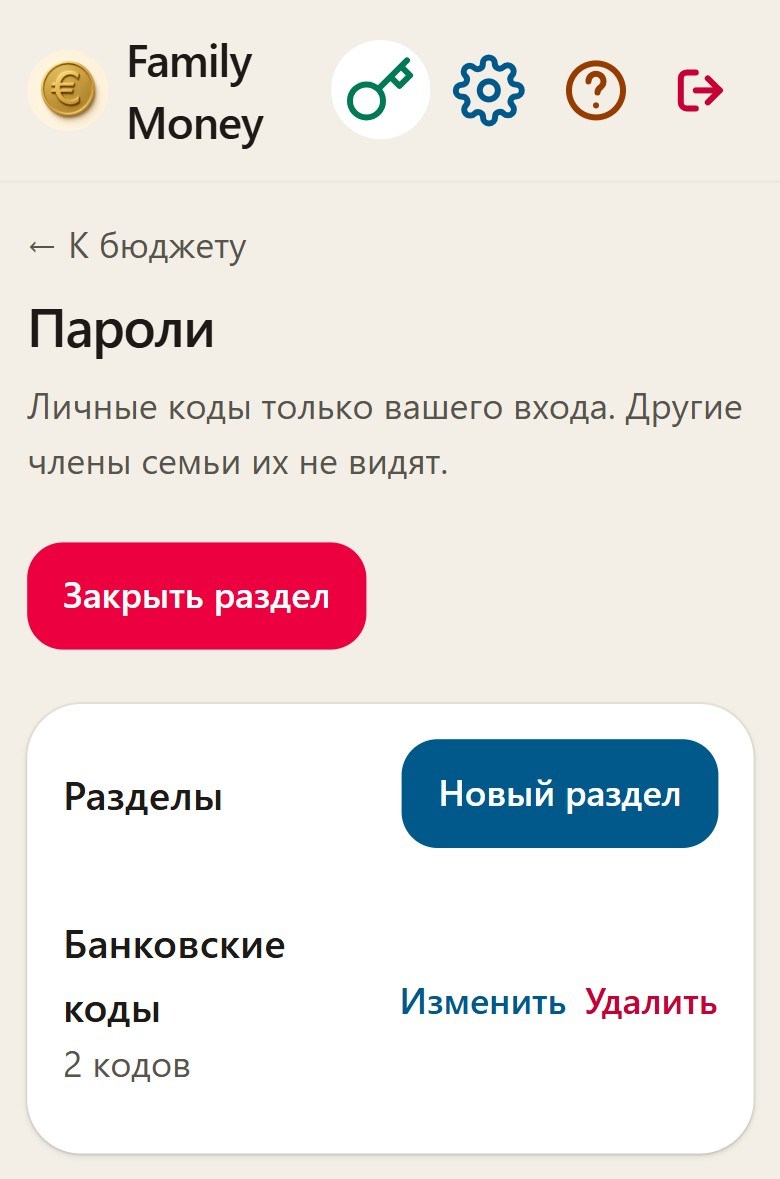 Family
Money
← К бюджету
Пароли
Личные коды только вашего входа. Другие
члены семьи их не видят.
Закрыть раздел
Разделы
Новый раздел
Банковские
коды
Изменить Удалить
2 кодов